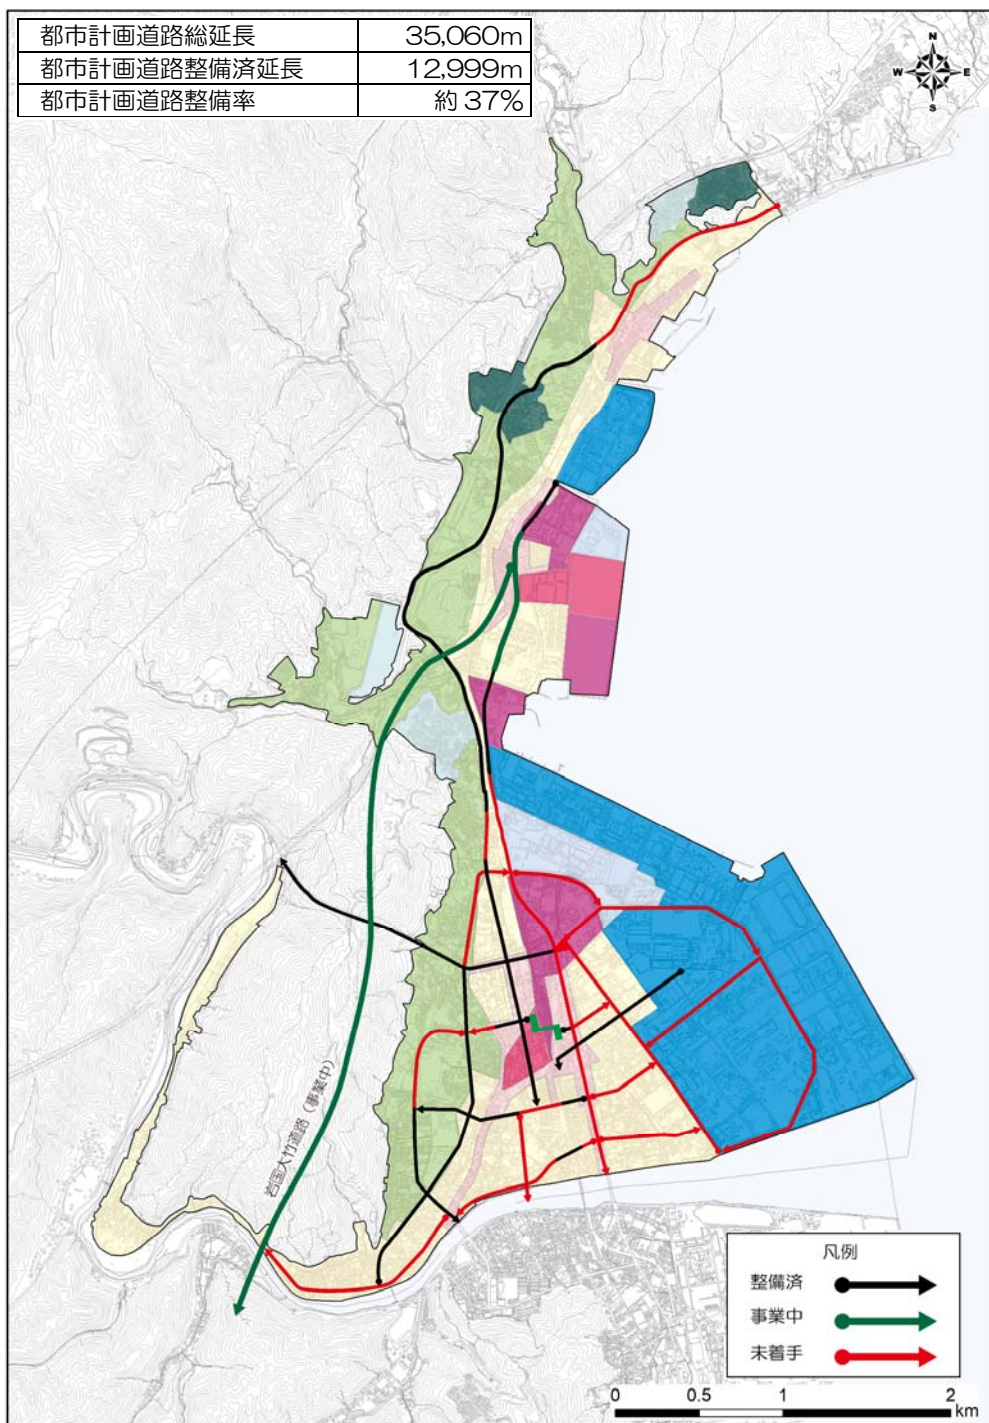 都市計画道路総延長 35,060m
都市計画道路整備済延長 12,999m
都市計画道路整備率 約37%
N
W E
S
岩国大竹道路(事業中)
凡例
整備済
事業中
未着手
0 0.5 1 2
km